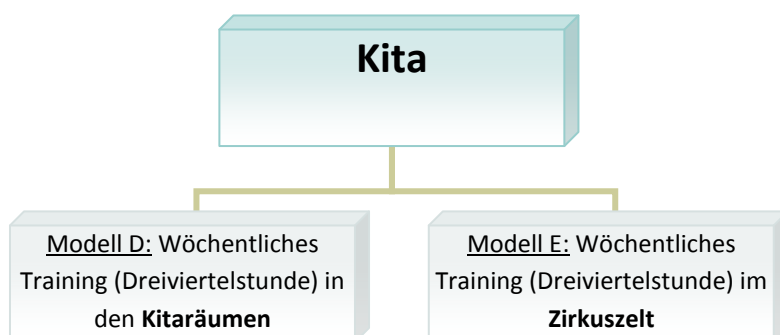 Kita
Modell D: Wöchentliches
Training (Dreiviertelstunde) in
den Kitaräumen
Modell E: Wöchentliches
Training (Dreiviertelstunde) im
Zirkuszelt